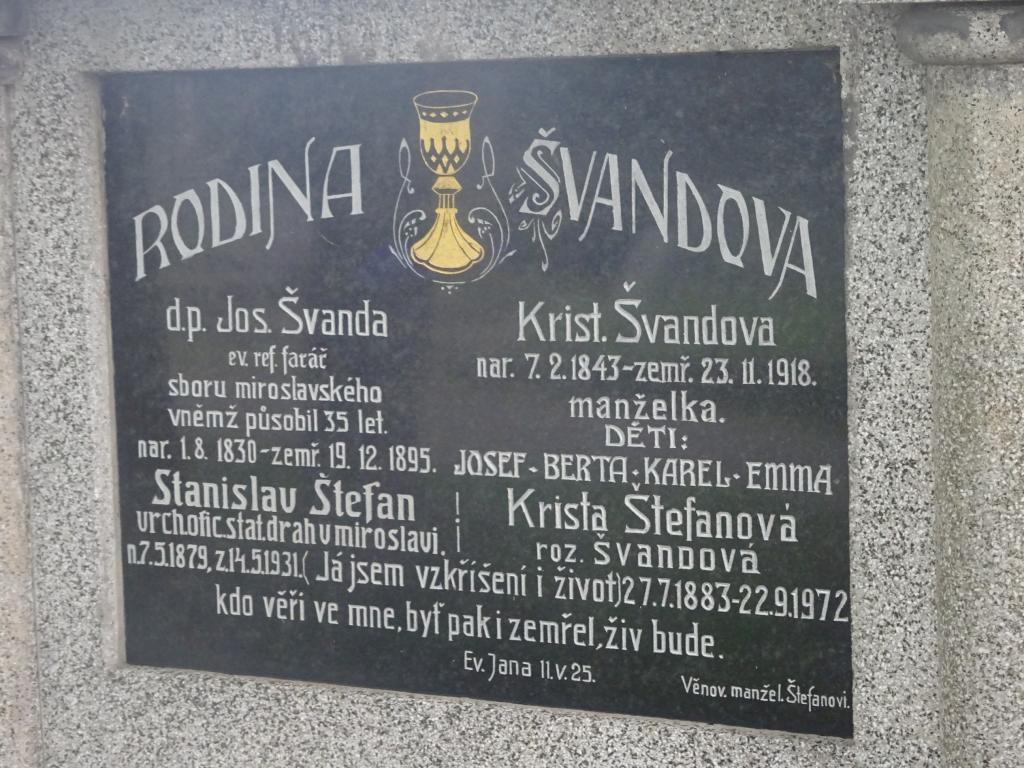 RODINA ŠVANDOVA
d.p. Jos. Švanda
ev. ref. farář
sboru miroslavského
vněmž působil 35 let.
nar. 1.8. 1830-zemř. 19. 12. 1895.
Krist. Švandova
nar. 7. 2. 1843-zemř. 23. 11. 1918.
manželka.
DĚTI:
JOSEF-BERTA-KAREL-EMMA
Stanislav Štefan
vrch.ofic.stat.drah v miroslavi.
n.7.5.1879, z.14.5.1931.
Krista Štefanová
roz. Švandová
27.7.1883-22.9.1972
( Já jsem vzkříšení i život)
kdo věří ve mne, byť pak i zemřel, živ bude.
Ev. Jana 11.v. 25.
Věnov. manžel. Štefanovi.